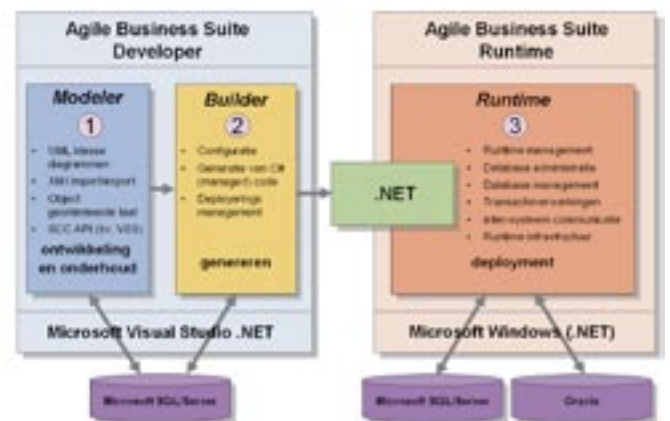 Agile Business Suite
Developer
Modeler
1
UML klasse
diagrammen
XMI import/export
Object
georiënteerde taal
SCC API (bv. VSS)
ontwikkeling
en onderhoud
Builder
2
Configuratie
Generatie van C#
(managed) code
Deployerings
management
genereren
Microsoft Visual Studio .NET
Microsoft SQL/Server
.NET
Agile Business Suite
Runtime
Runtime
3
Runtime management
Database administratie
Database management
Transactieverwerkingen
Inter-systeem communicatie
Runtime infrastructuur
deployment
Microsoft Windows (.NET)
Microsoft SQL/Server
Oracle